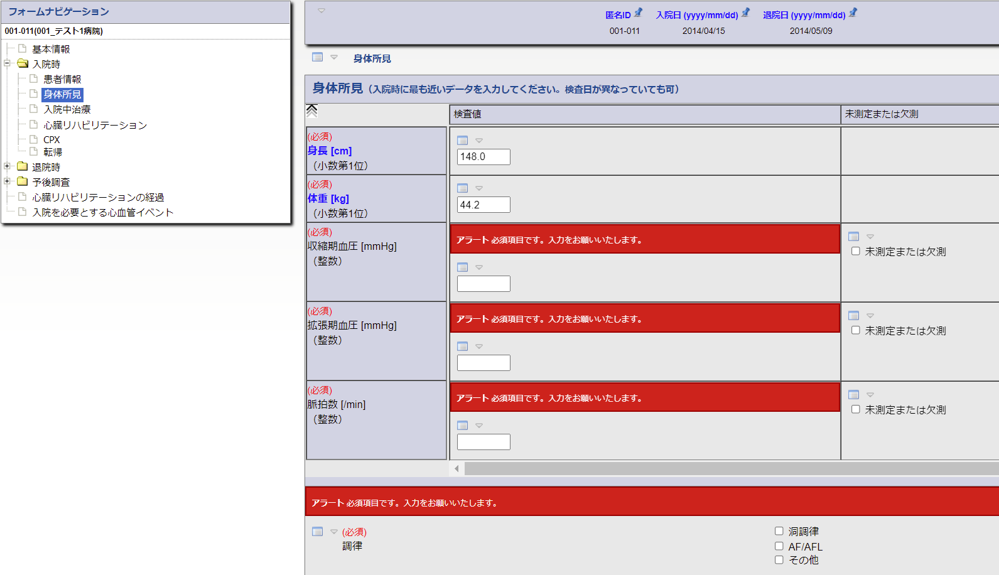 フォームナビゲーション
001-011(001_テスト1病院)
基本情報
入院時
患者情報
身体所見
入院中治療
心臓リハビリテーション
CPX
転帰
退院時
予後調査
心臓リハビリテーションの経過
入院を必要とする心血管イベント
匿名ID 入院日 (yyyy/mm/dd) 退院日 (yyyy/mm/dd)
001-011 2014/04/15 2014/05/09
身体所見
身体所見（入院時に最も近いデータを入力してください。検査日が異なっていても可）
検査値 未測定または欠測
(必須)
身長 [cm]
（小数第1位）
148.0
(必須)
体重 [kg]
（小数第1位）
44.2
(必須)
収縮期血圧 [mmHg]
（整数）
アラート 必須項目です。入力をお願いいたします。
未測定または欠測
(必須)
拡張期血圧 [mmHg]
（整数）
アラート 必須項目です。入力をお願いいたします。
未測定または欠測
(必須)
脈拍数 [/min]
（整数）
アラート 必須項目です。入力をお願いいたします。
未測定または欠測
アラート 必須項目です。入力をお願いいたします。
(必須)
調律
洞調律
AF/AFL
その他